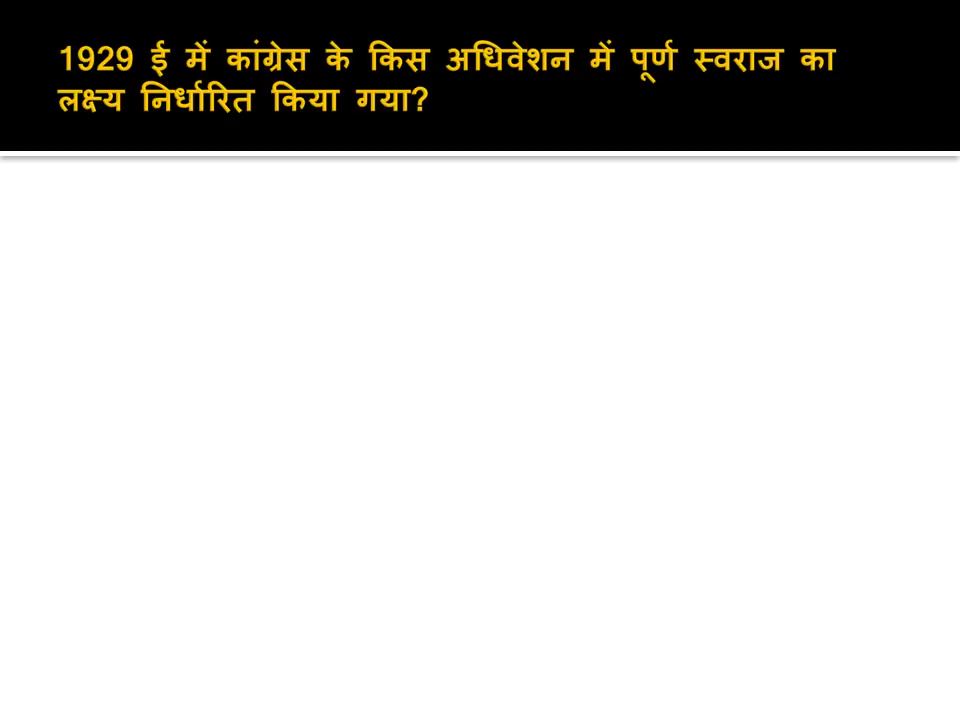 1929 ई में कांग्रेस के किस अधिवेशन में पूर्ण स्वराज का
लक्ष्य निर्धारित किया गया?